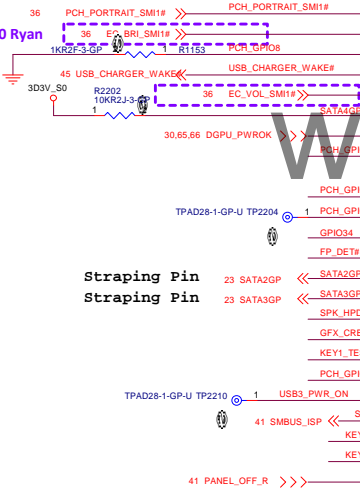 36 PCH_PORTRAIT_SMI1# PCH_PORTRAIT_SMI1#
0 Ryan
36 EC_BRI_SMI1#
1KR2F-3-GP 1 R1153 PCH_GPIO8
45 USB_CHARGER_WAKE# USB_CHARGER_WAKE#
3D3V_S0
R2202
10KR2J-3-GP
36 EC_VOL_SMI1#
1
30,65,66 DGPU_PWROK
W
PCH_GPI
TPAD28-1-GP-U TP2204 1 PCH_GPI
GPIO34
FP_DET#
Straping Pin 23 SATA2GP SATA2GP
Straping Pin 23 SATA3GP SATA3GP
SPK_HPD
GFX_CRE
KEY1_TE
PCH_GPI
TPAD28-1-GP-U TP2210 1 USB3_PWR_ON
41 SMBUS_ISP S
KEY
KEY
41 PANEL_OFF_R